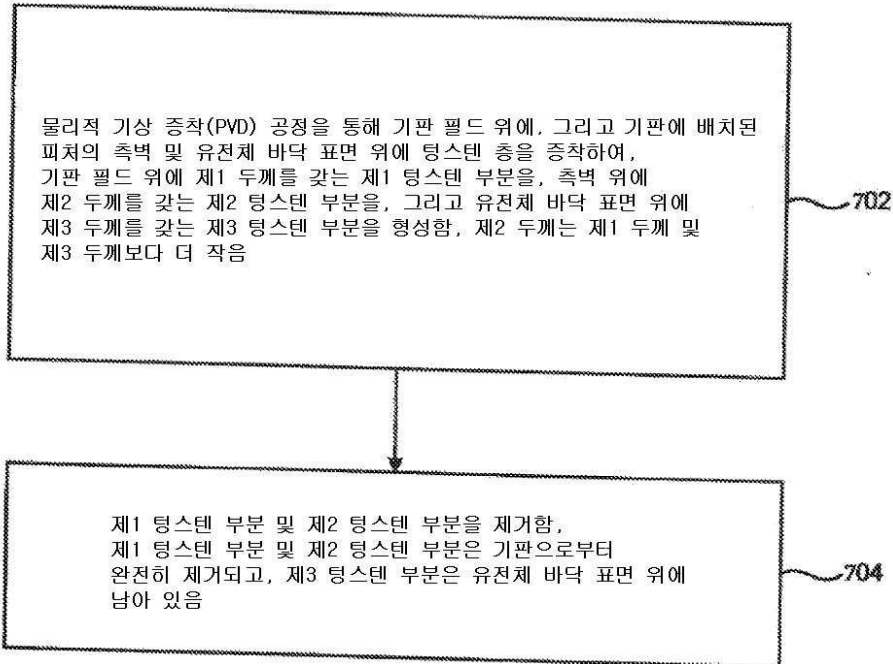 물리적 기상 증착(PVD) 공정을 통해 기판 필드 위에, 그리고 기판에 배치된
피처의 측벽 및 유전체 바닥 표면 위에 텅스텐 층을 증착하여,
기판 필드 위에 제1 두께를 갖는 제1 텅스텐 부분을, 측벽 위에
제2 두께를 갖는 제2 텅스텐 부분을, 그리고 유전체 바닥 표면 위에
제3 두께를 갖는 제3 텅스텐 부분을 형성함, 제2 두께는 제1 두께 및
제3 두께보다 더 작음
702
제1 텅스텐 부분 및 제2 텅스텐 부분을 제거함,
제1 텅스텐 부분 및 제2 텅스텐 부분은 기판으로부터
완전히 제거되고, 제3 텅스텐 부분은 유전체 바닥 표면 위에
남아 있음
704